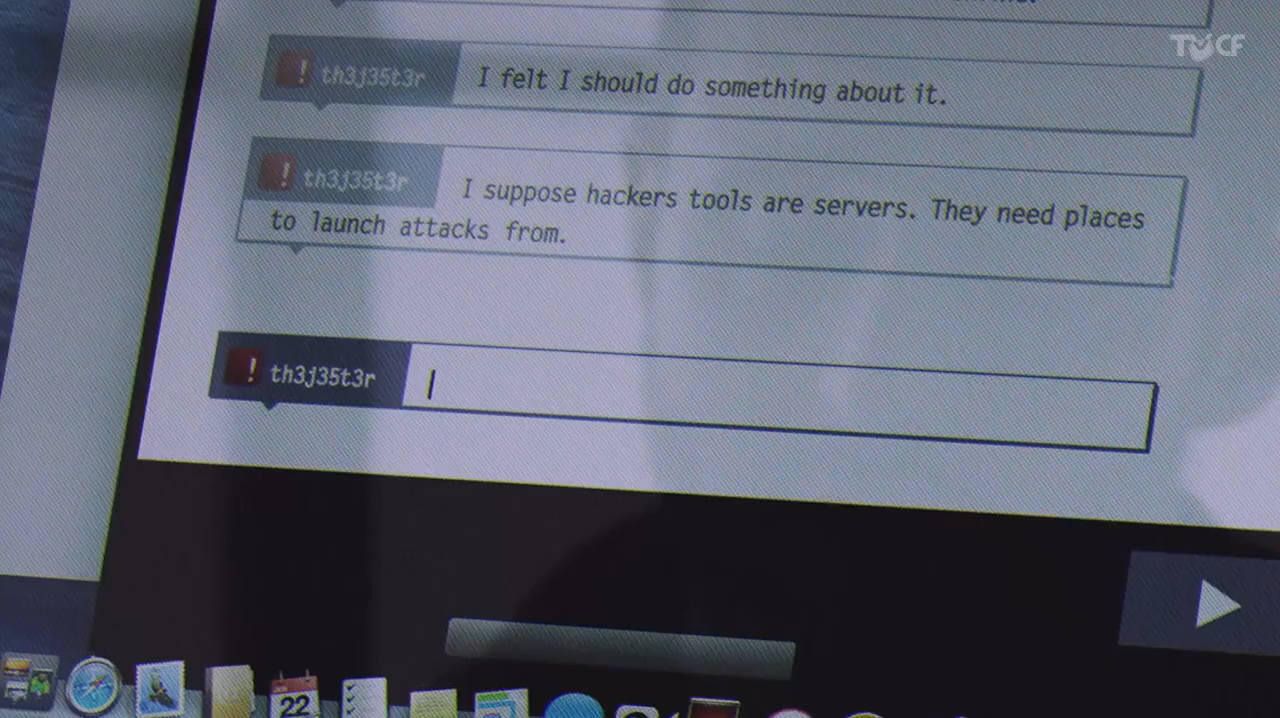 TVCF
th3j35t3r I felt I should do something about it.
th3j35t3r I suppose hackers tools are servers. They need places
to launch attacks from.
th3j35t3r
22